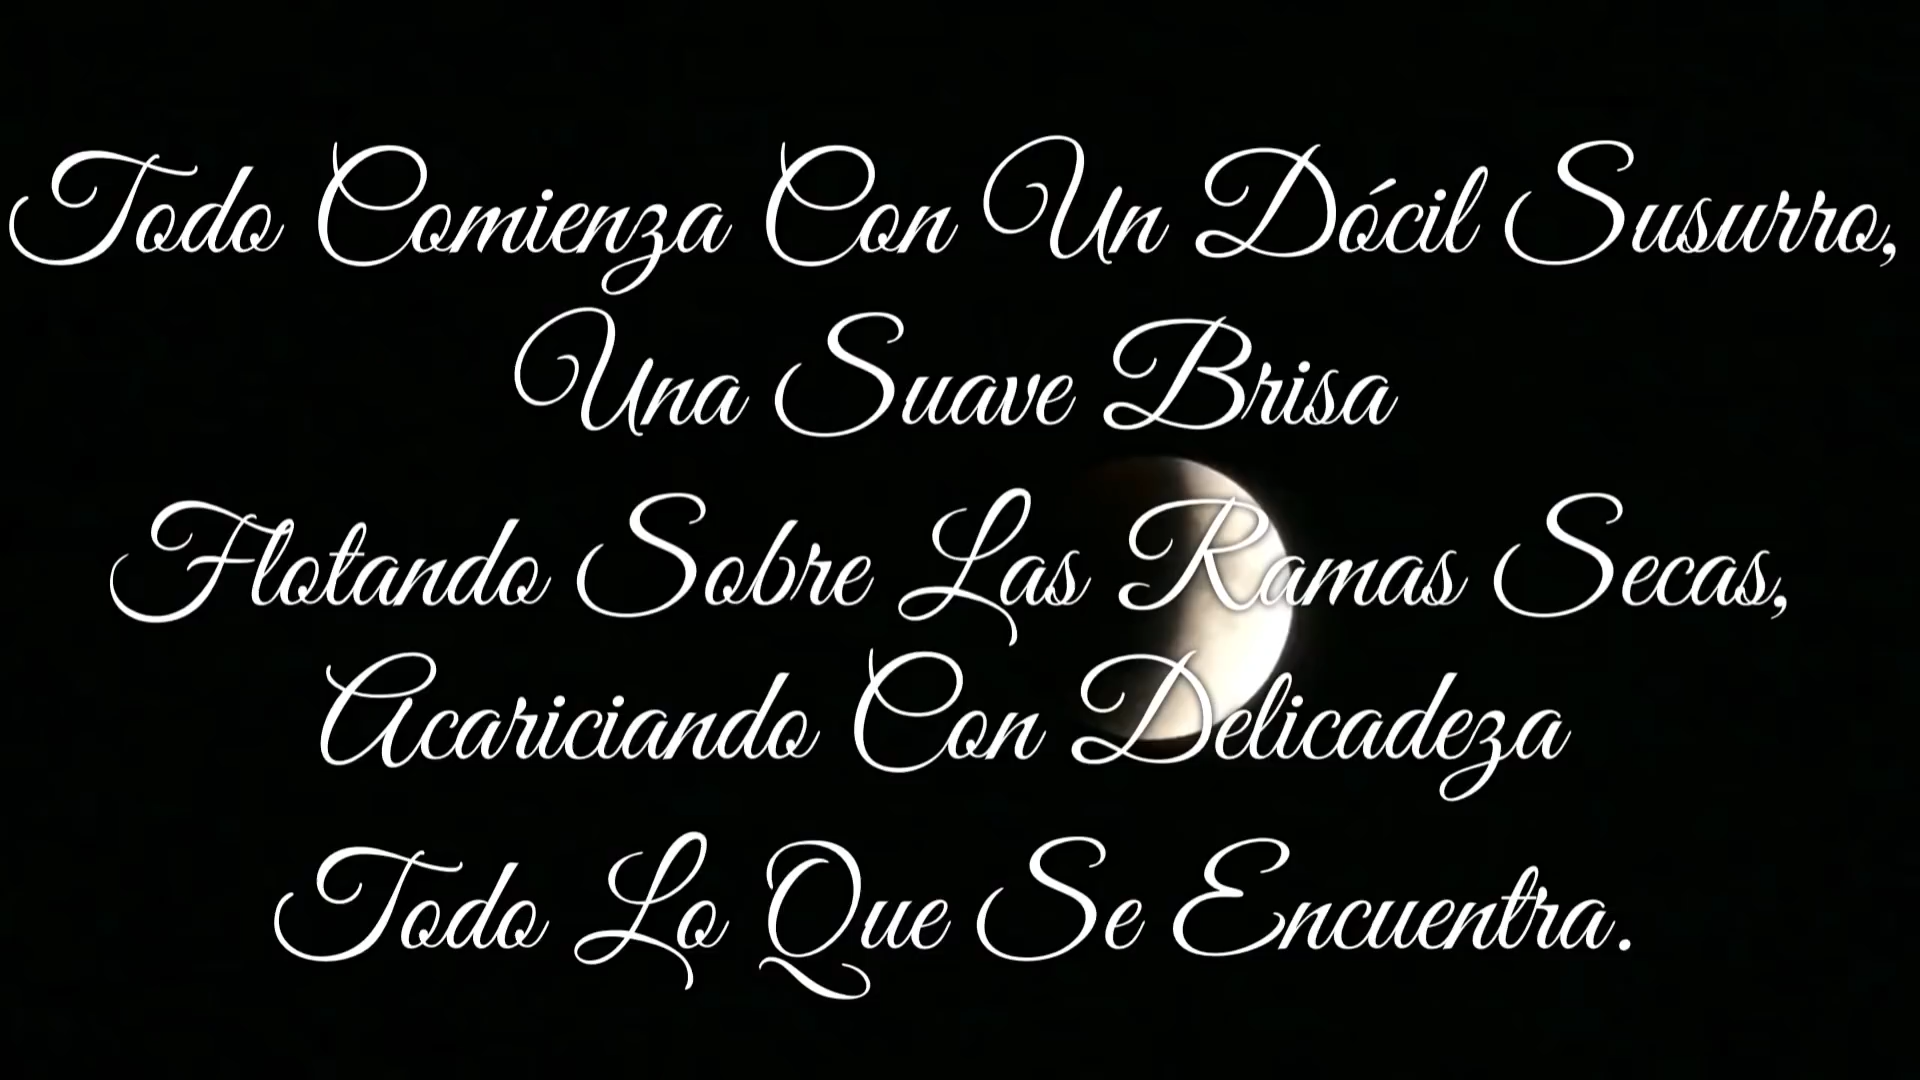 Todo Comienza Con Un Dócil Susurro,
Una Suave Brisa
Flotando Sobre Las Ramas Secas,
Acariciando Con Delicadeza
Todo Lo Que Se Encuentra.